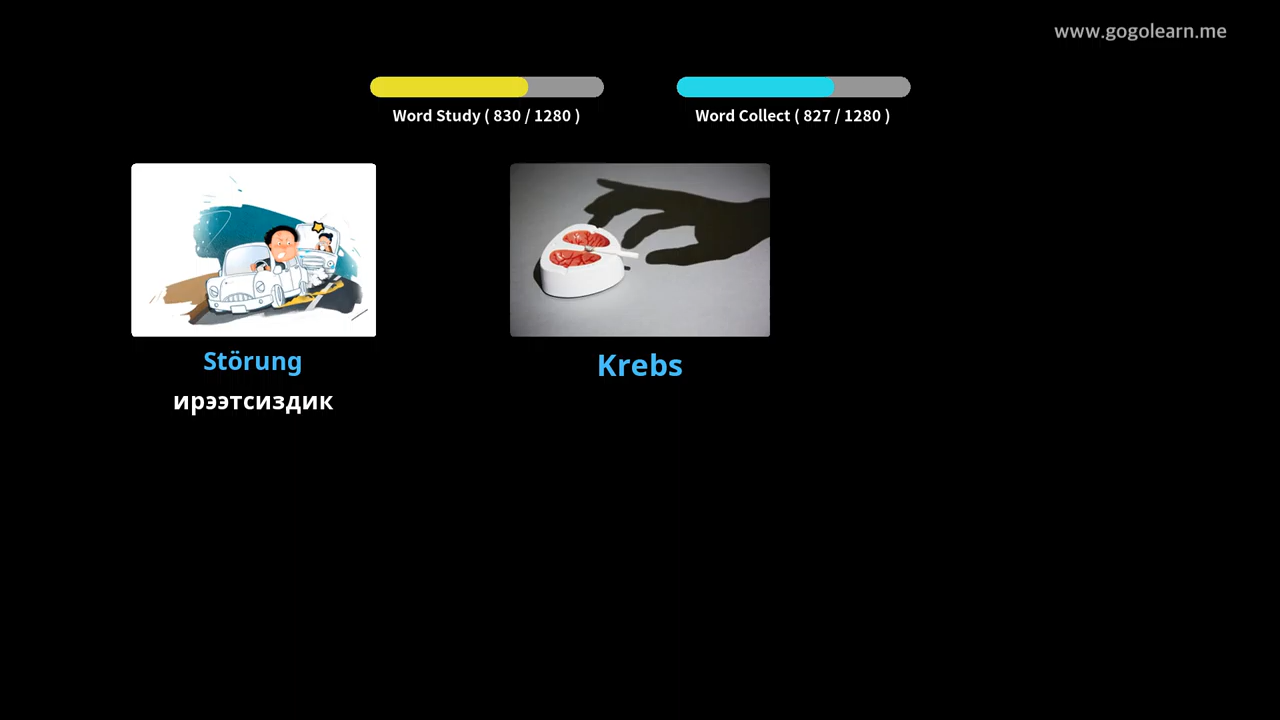 www.gogolearn.me
Word Study ( 830 / 1280 )
Word Collect ( 827 / 1280 )
Störung
ирээтсиздик
Krebs